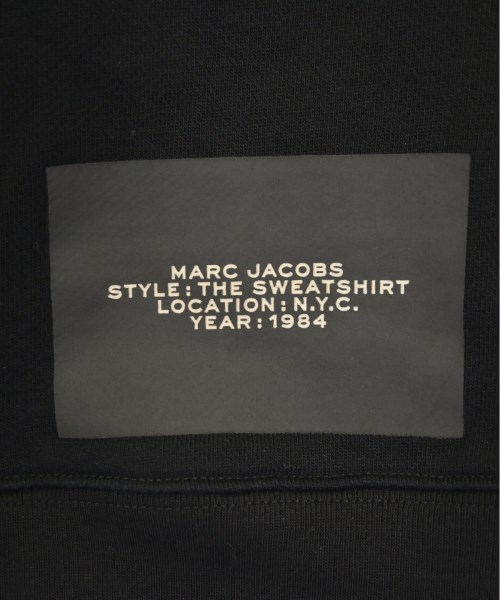 MARC JACOBS
STYLE : THE SWEATSHIRT
LOCATION : N.Y.C.
YEAR : 1984